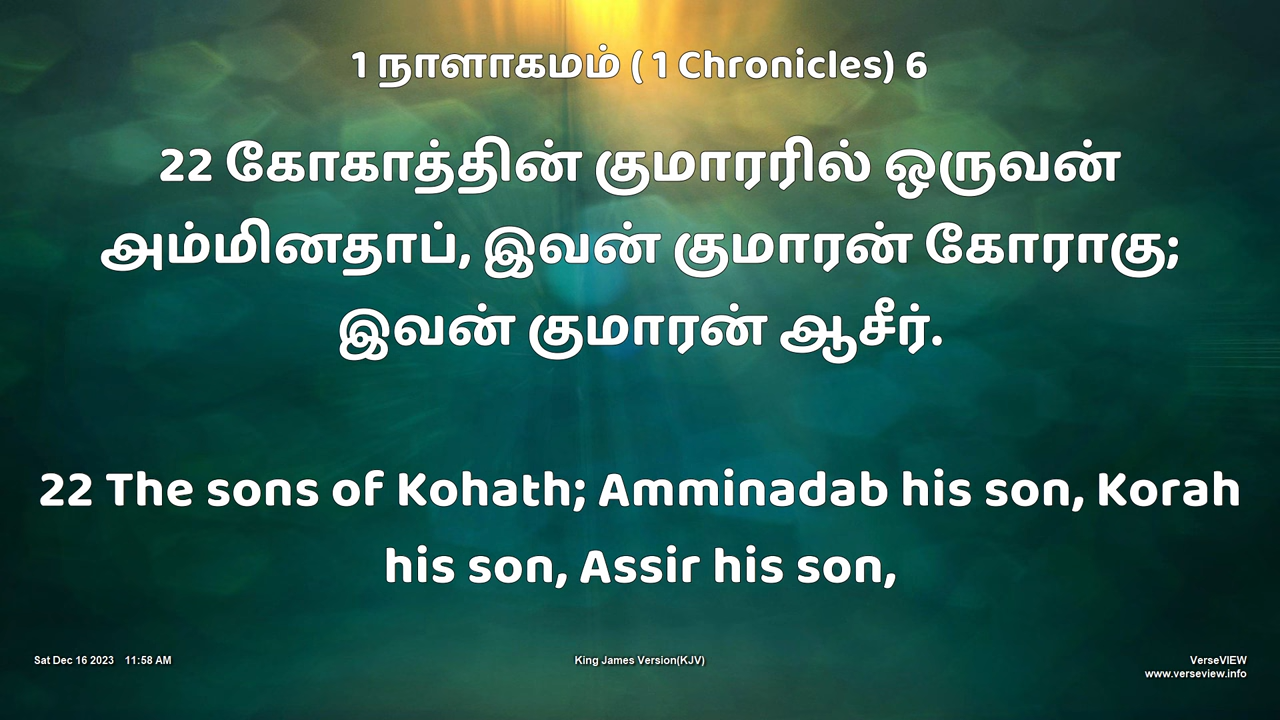 1 நாளாகமம் ( 1 Chronicles) 6
22 கோகாத்தின் குமாரரில் ஒருவன்
அம்மினதாப், இவன் குமாரன் கோராகு;
இவன் குமாரன் ஆசீர்.
22 The sons of Kohath; Amminadab his son, Korah
his son, Assir his son,
Sat Dec 16 2023 11:58 AM
King James Version(KJV)
VerseVIEW
www.verseview.info